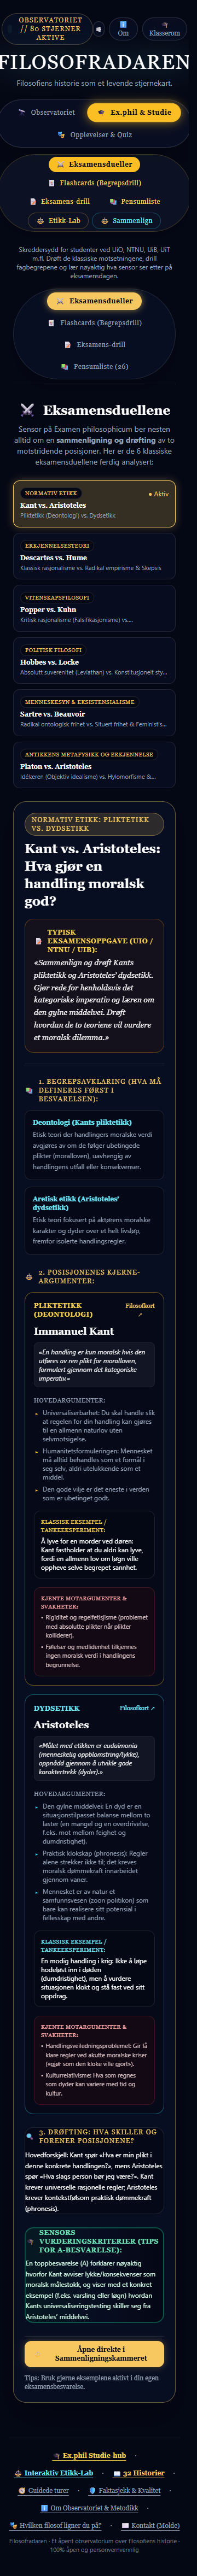 OBSERVATORIET
// 80 STJERNER
AKTIVE
Om
Klasserom
FILOSOFRADAREN
Filosofiens historie som et levende stjernekart.
Observatoriet
Ex.phil & Studie
Opplevelser & Quiz
Eksamensdueller
Flashcards (Begrepsdrill)
Eksamens-drill
Pensumliste
Etikk-Lab
Sammenlign
Skreddersydd for studenter ved UiO, NTNU, UiB, UiT
m.fl. Drøft de klassiske motsetningene, drill
fagbegrepene og lær nøyaktig hva sensor ser etter på
eksamensdagen.
Eksamensdueller
Flashcards (Begrepsdrill)
Eksamens-drill
Pensumliste (26)
Eksamensduellene
Sensor på Examen philosophicum ber nesten
alltid om en sammenligning og drøfting av to
motstridende posisjoner. Her er de 6 klassiske
eksamensduellene ferdig analysert:
NORMATIV ETIKK
● Aktiv
Kant vs. Aristoteles
Pliktetikk (Deontologi) vs. Dydsetikk
ERKJENNELSESTEORI
Descartes vs. Hume
Klassisk rasjonalisme vs. Radikal empirisme & Skepsis
VITENSKAPSFILOSOFI
Popper vs. Kuhn
Kritisk rasjonalisme (Falsifikasjonisme) vs....
POLITISK FILOSOFI
Hobbes vs. Locke
Absolutt suverenitet (Leviathan) vs. Konstitusjonelt sty...
MENNESKESYN & EKSISTENSIALISME
Sartre vs. Beauvoir
Radikal ontologisk frihet vs. Situert frihet & Feministis...
ANTIKKENS METAFYSIKK OG ERKJENNELSE
Platon vs. Aristoteles
Idélæren (Objektiv idealisme) vs. Hylomorfisme &...
NORMATIV ETIKK: PLIKTETIKK
VS. DYDSETIKK
Kant vs. Aristoteles:
Hva gjør en
handling moralsk
god?
TYPISK
EKSAMENSOPPGAVE (UIO /
NTNU / UIB):
«Sammenlign og drøft Kants
pliktetikk og Aristoteles' dydsetikk.
Gjør rede for henholdsvis det
kategoriske imperativ og læren om
den gylne middelvei. Drøft
hvordan de to teoriene vil vurdere
et moralsk dilemma.»
1. BEGREPSAVKLARING (HVA MÅ
DEFINERES FØRST I
BESVARELSEN):
Deontologi (Kants pliktetikk)
Etisk teori der handlingers moralske verdi
avgjøres av om de følger ubetingede
plikter (moralloven), uavhengig av
handlingens utfall eller konsekvenser.
Aretisk etikk (Aristoteles'
dydsetikk)
Etisk teori fokusert på aktørens moralske
karakter og dyder over et helt livsløp,
fremfor isolerte handlingsregler.
2. POSISJONENES KJERNE-
ARGUMENTER:
PLIKTETIKK
(DEONTOLOGI)
Filosofkort
↗
Immanuel Kant
«En handling er kun moralsk hvis den
utføres av ren plikt for moralloven,
formulert gjennom det kategoriske
imperativ.»
HOVEDARGUMENTER:
Universaliserbarhet: Du skal handle slik
at regelen for din handling kan gjøres
til en allmenn naturlov uten
selvmotsigelse.
Humanitetsformuleringen: Mennesket
må alltid behandles som et formål i
seg selv, aldri utelukkende som et
middel.
Den gode vilje er det eneste i verden
som er ubetinget godt.
KLASSISK EKSEMPEL /
TANKEEKSPERIMENT:
Å lyve for en morder ved døren:
Kant fastholder at du aldri kan lyve,
fordi en allmenn lov om løgn ville
oppheve selve begrepet sannhet.
KJENTE MOTARGUMENTER &
SVAKHETER:
• Rigiditet og regelfetisjisme (problemet
med absolutte plikter når plikter
kolliderer).
• Følelser og medlidenhet tilkjennes
ingen moralsk verdi i handlingens
begrunnelse.
DYDSETIKK
Filosofkort ↗
Aristoteles
«Målet med etikken er eudaimonia
(menneskelig oppblomstring/lykke),
oppnådd gjennom å utvikle gode
karaktertrekk (dyder).»
HOVEDARGUMENTER:
Den gylne middelvei: En dyd er en
situasjonstilpasset balanse mellom to
laster (en mangel og en overdrivelse,
f.eks. mot mellom feighet og
dumdristighet).
Praktisk klokskap (phronesis): Regler
alene strekker ikke til; det kreves
moralsk dømmekraft innarbeidet
gjennom vaner.
Mennesket er av natur et
samfunnsvesen (zoon politikon) som
bare kan realisere sitt potensial i
fellesskap med andre.
KLASSISK EKSEMPEL /
TANKEEKSPERIMENT:
En modig handling i krig: Ikke å løpe
hodeløst inn i døden
(dumdristighet), men å vurdere
situasjonen klokt og stå fast ved sitt
oppdrag.
KJENTE MOTARGUMENTER &
SVAKHETER:
• Handlingsveiledningsproblemet: Gir få
klare regler ved akutte moralske kriser
(«gjør som den kloke ville gjort»).
• Kulturrelativisme: Hva som regnes
som dyder kan variere med tid og
kultur.
3. DRØFTING: HVA SKILLER OG
FORENER POSISJONENE?
Hovedforskjell: Kant spør «Hva er min plikt i
denne konkrete handlingen?», mens Aristoteles
spør «Hva slags person bør jeg være?». Kant
krever universelle rasjonelle regler; Aristoteles
krever kontekstfølsom praktisk dømmekraft
(phronesis).
SENSORS
VURDERINGSKRITERIER (TIPS
FOR A-BESVARELSE):
En toppbesvarelse (A) forklarer nøyaktig
hvorfor Kant avviser lykke/konsekvenser som
moralsk målestokk, og viser med et konkret
eksempel (f.eks. varsling eller løgn) hvordan
Kants universaliseringstesting skiller seg fra
Aristoteles' middelvei.
Åpne direkte i
Sammenligningskammeret
Tips: Bruk gjerne eksemplene aktivt i din egen
eksamensbesvarelse.
Ex.phil Studie-hub
·
Interaktiv Etikk-Lab
·
32 Historier
·
Guidede turer
·
Faktasjekk & Kvalitet
·
Om Observatoriet & Metodikk
·
Hvilken filosof ligner du på?
·
Kontakt (Molde)
Filosofradaren · Et åpent observatorium over filosofiens historie ·
100% åpen og personvernvennlig